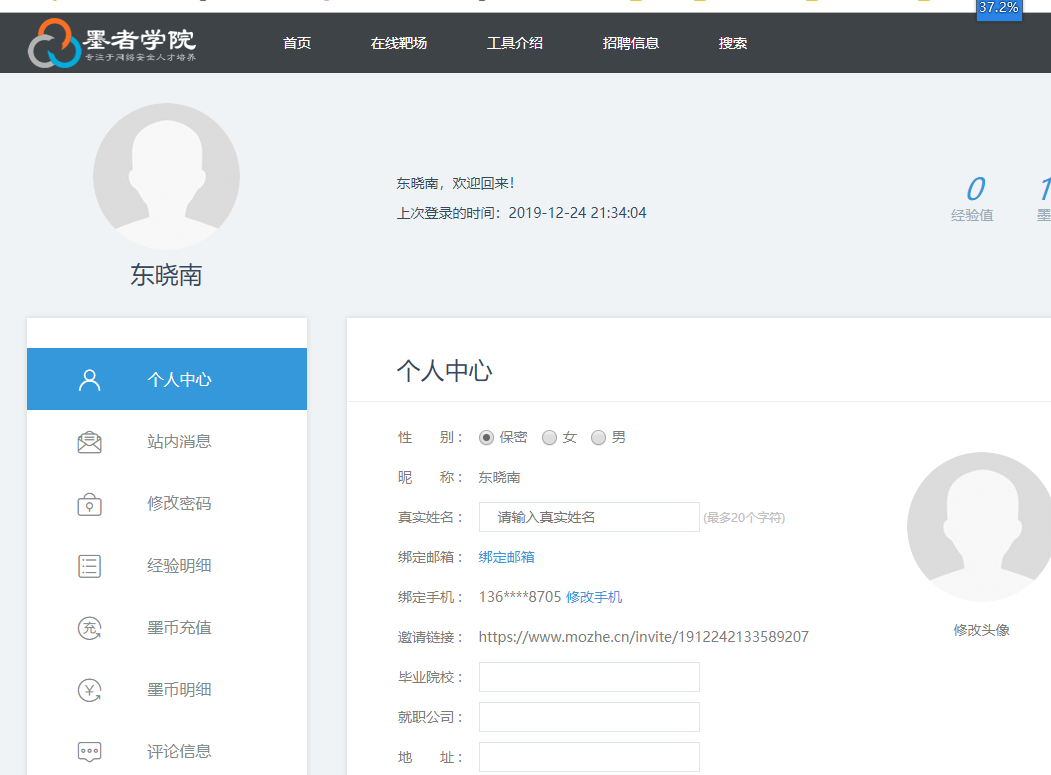 37.2%
墨者学院
专注于网络安全人才培养
首页 在线靶场 工具介绍 招聘信息 搜索
东晓南，欢迎回来！
上次登录的时间：2019-12-24 21:34:04
0
经验值
1
墨
东晓南
个人中心
站内消息
修改密码
经验明细
充 墨币充值
¥ 墨币明细
评论信息
个人中心
性 别： 保密 女 男
昵 称： 东晓南
真实姓名： 请输入真实姓名 (最多20个字符)
绑定邮箱： 绑定邮箱
绑定手机： 136****8705 修改手机
邀请链接： https://www.mozhe.cn/invite/1912242133589207
毕业院校：
就职公司：
地 址：
修改头像